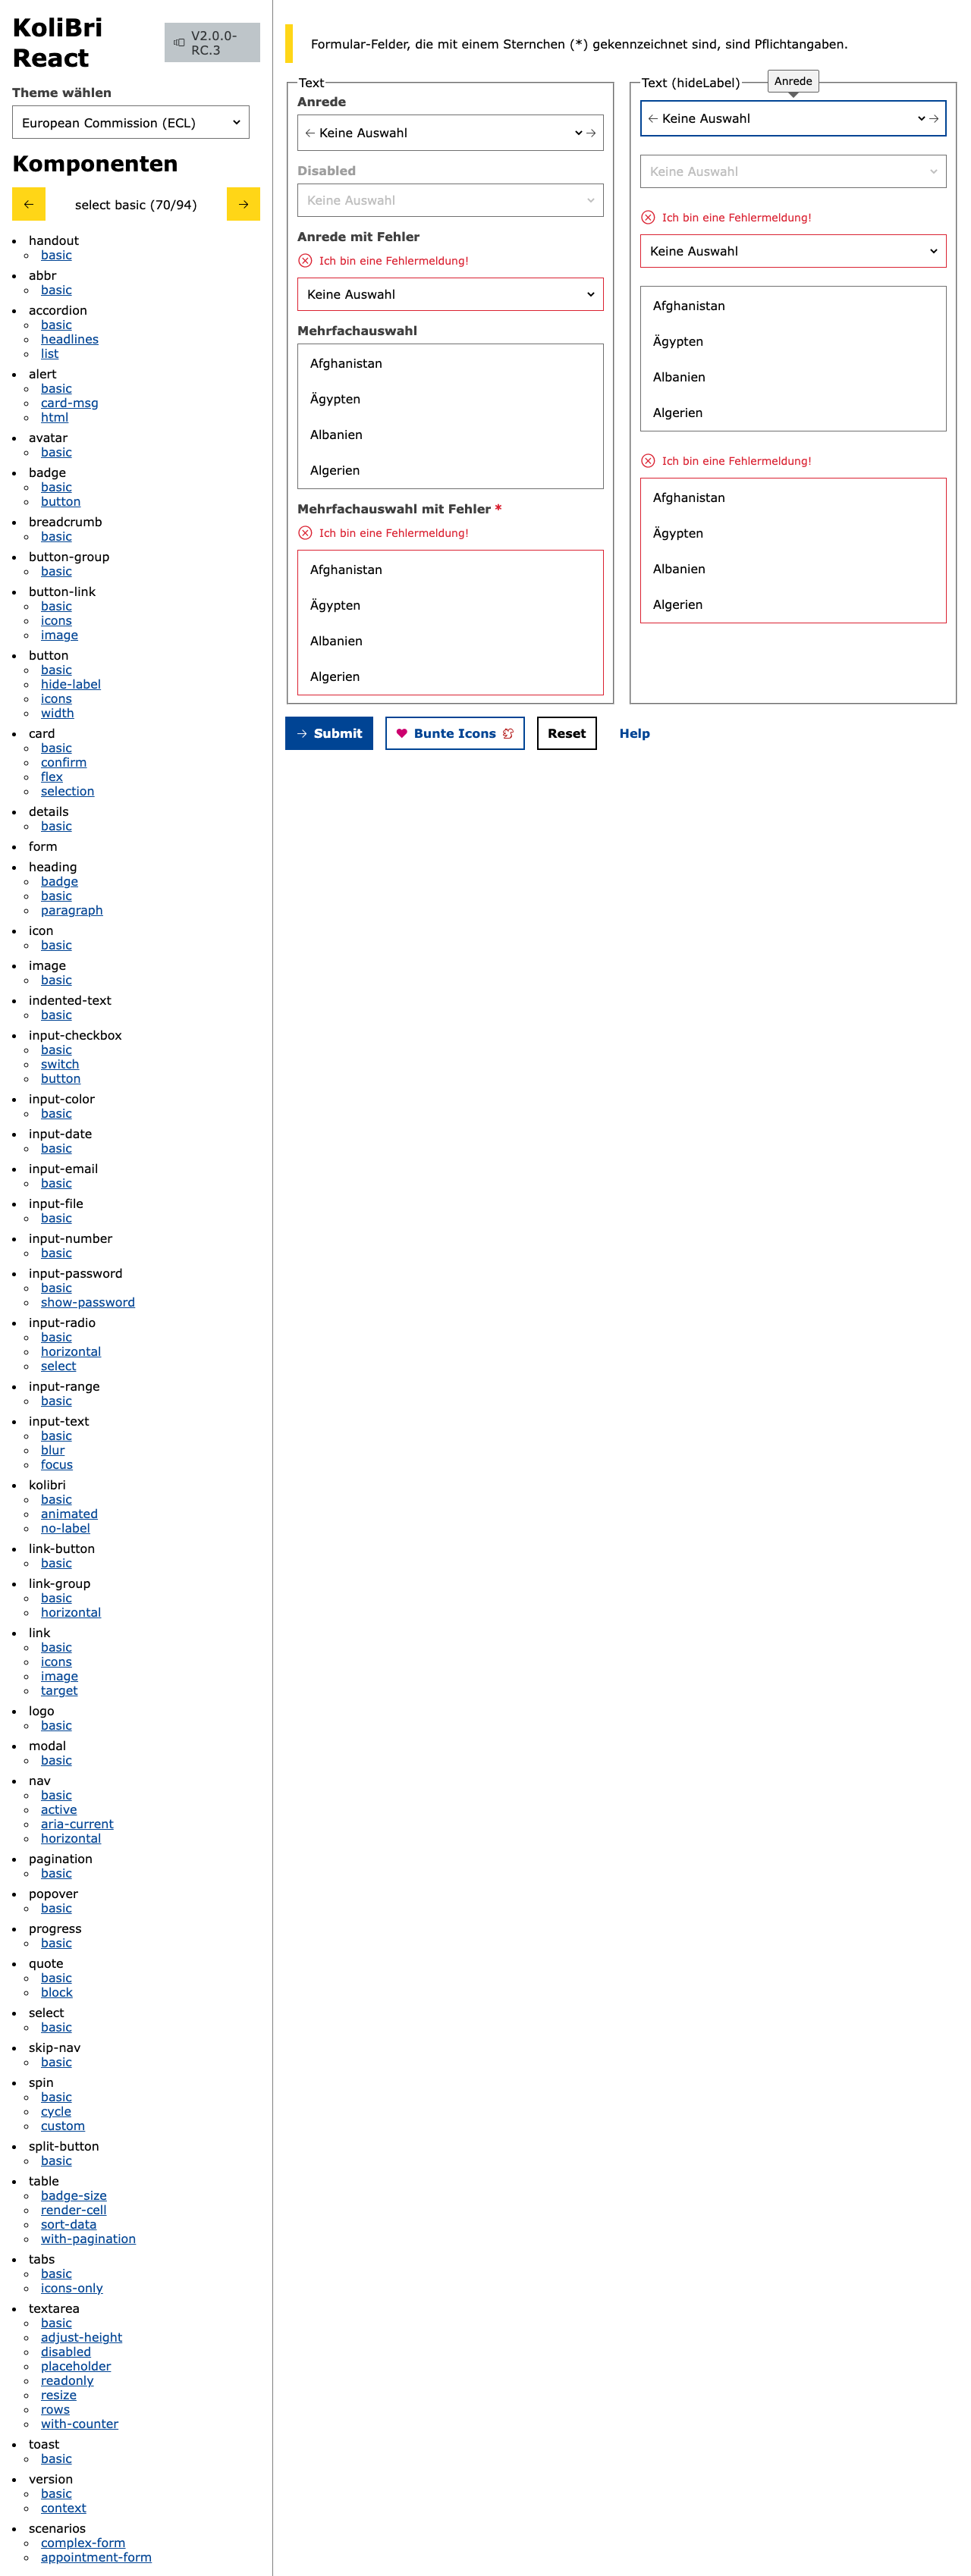 KoliBri
React
V2.0.0-
RC.3
Theme wählen
European Commission (ECL)
Komponenten
select basic (70/94)
handout
basic
abbr
basic
accordion
basic
headlines
list
alert
basic
card-msg
html
avatar
basic
badge
basic
button
breadcrumb
basic
button-group
basic
button-link
basic
icons
image
button
basic
hide-label
icons
width
card
basic
confirm
flex
selection
details
basic
form
heading
badge
basic
paragraph
icon
basic
image
basic
indented-text
basic
input-checkbox
basic
switch
button
input-color
basic
input-date
basic
input-email
basic
input-file
basic
input-number
basic
input-password
basic
show-password
input-radio
basic
horizontal
select
input-range
basic
input-text
basic
blur
focus
kolibri
basic
animated
no-label
link-button
basic
link-group
basic
horizontal
link
basic
icons
image
target
logo
basic
modal
basic
nav
basic
active
aria-current
horizontal
pagination
basic
popover
basic
progress
basic
quote
basic
block
select
basic
skip-nav
basic
spin
basic
cycle
custom
split-button
basic
table
badge-size
render-cell
sort-data
with-pagination
tabs
basic
icons-only
textarea
basic
adjust-height
disabled
placeholder
readonly
resize
rows
with-counter
toast
basic
version
basic
context
scenarios
complex-form
appointment-form
Formular-Felder, die mit einem Sternchen (*) gekennzeichnet sind, sind Pflichtangaben.
Text
Anrede
Keine Auswahl
Disabled
Keine Auswahl
Anrede mit Fehler
Ich bin eine Fehlermeldung!
Keine Auswahl
Mehrfachauswahl
Afghanistan
Ägypten
Albanien
Algerien
Mehrfachauswahl mit Fehler *
Ich bin eine Fehlermeldung!
Afghanistan
Ägypten
Albanien
Algerien
Text (hideLabel)
Anrede
Keine Auswahl
Keine Auswahl
Ich bin eine Fehlermeldung!
Keine Auswahl
Afghanistan
Ägypten
Albanien
Algerien
Ich bin eine Fehlermeldung!
Afghanistan
Ägypten
Albanien
Algerien
Submit
Bunte Icons
Reset
Help